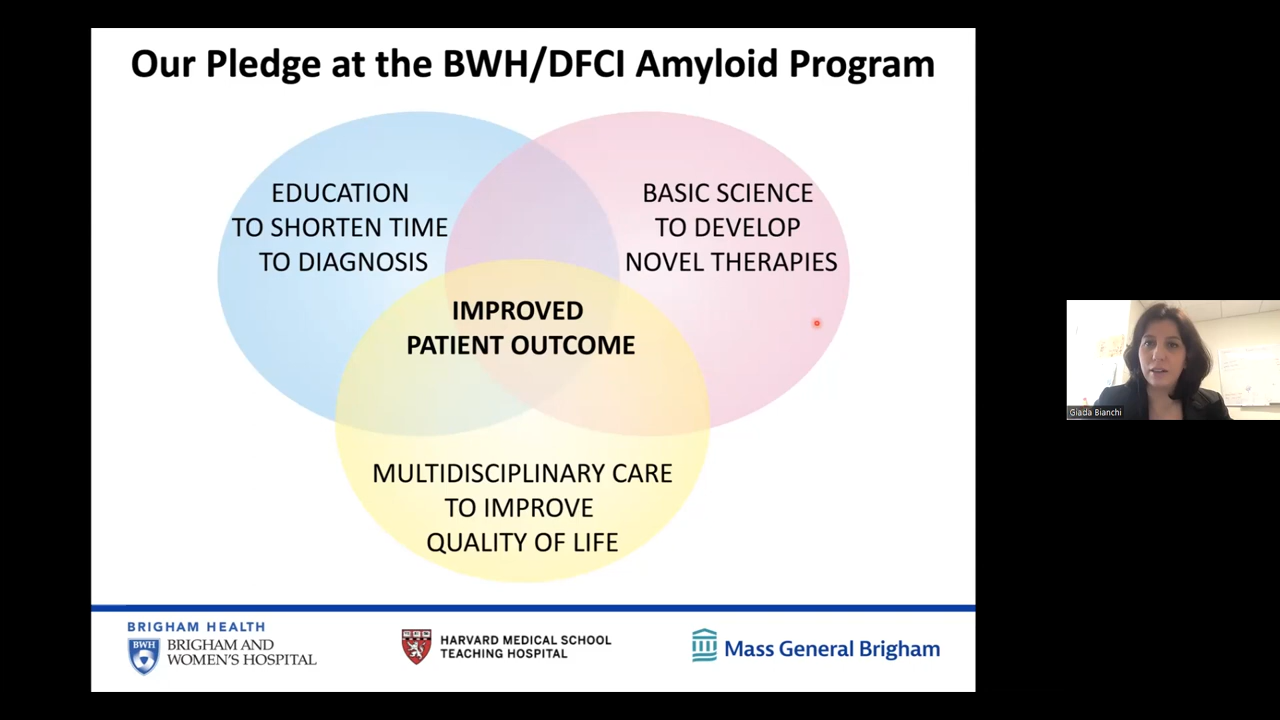 Our Pledge at the BWH/DFCI Amyloid Program
EDUCATION
TO SHORTEN TIME
TO DIAGNOSIS
BASIC SCIENCE
TO DEVELOP
NOVEL THERAPIES
IMPROVED
PATIENT OUTCOME
MULTIDISCIPLINARY CARE
TO IMPROVE
QUALITY OF LIFE
Giada Bianchi
BRIGHAM HEALTH
BWH
BRIGHAM AND
WOMEN'S HOSPITAL
HARVARD MEDICAL SCHOOL
TEACHING HOSPITAL
Mass General Brigham